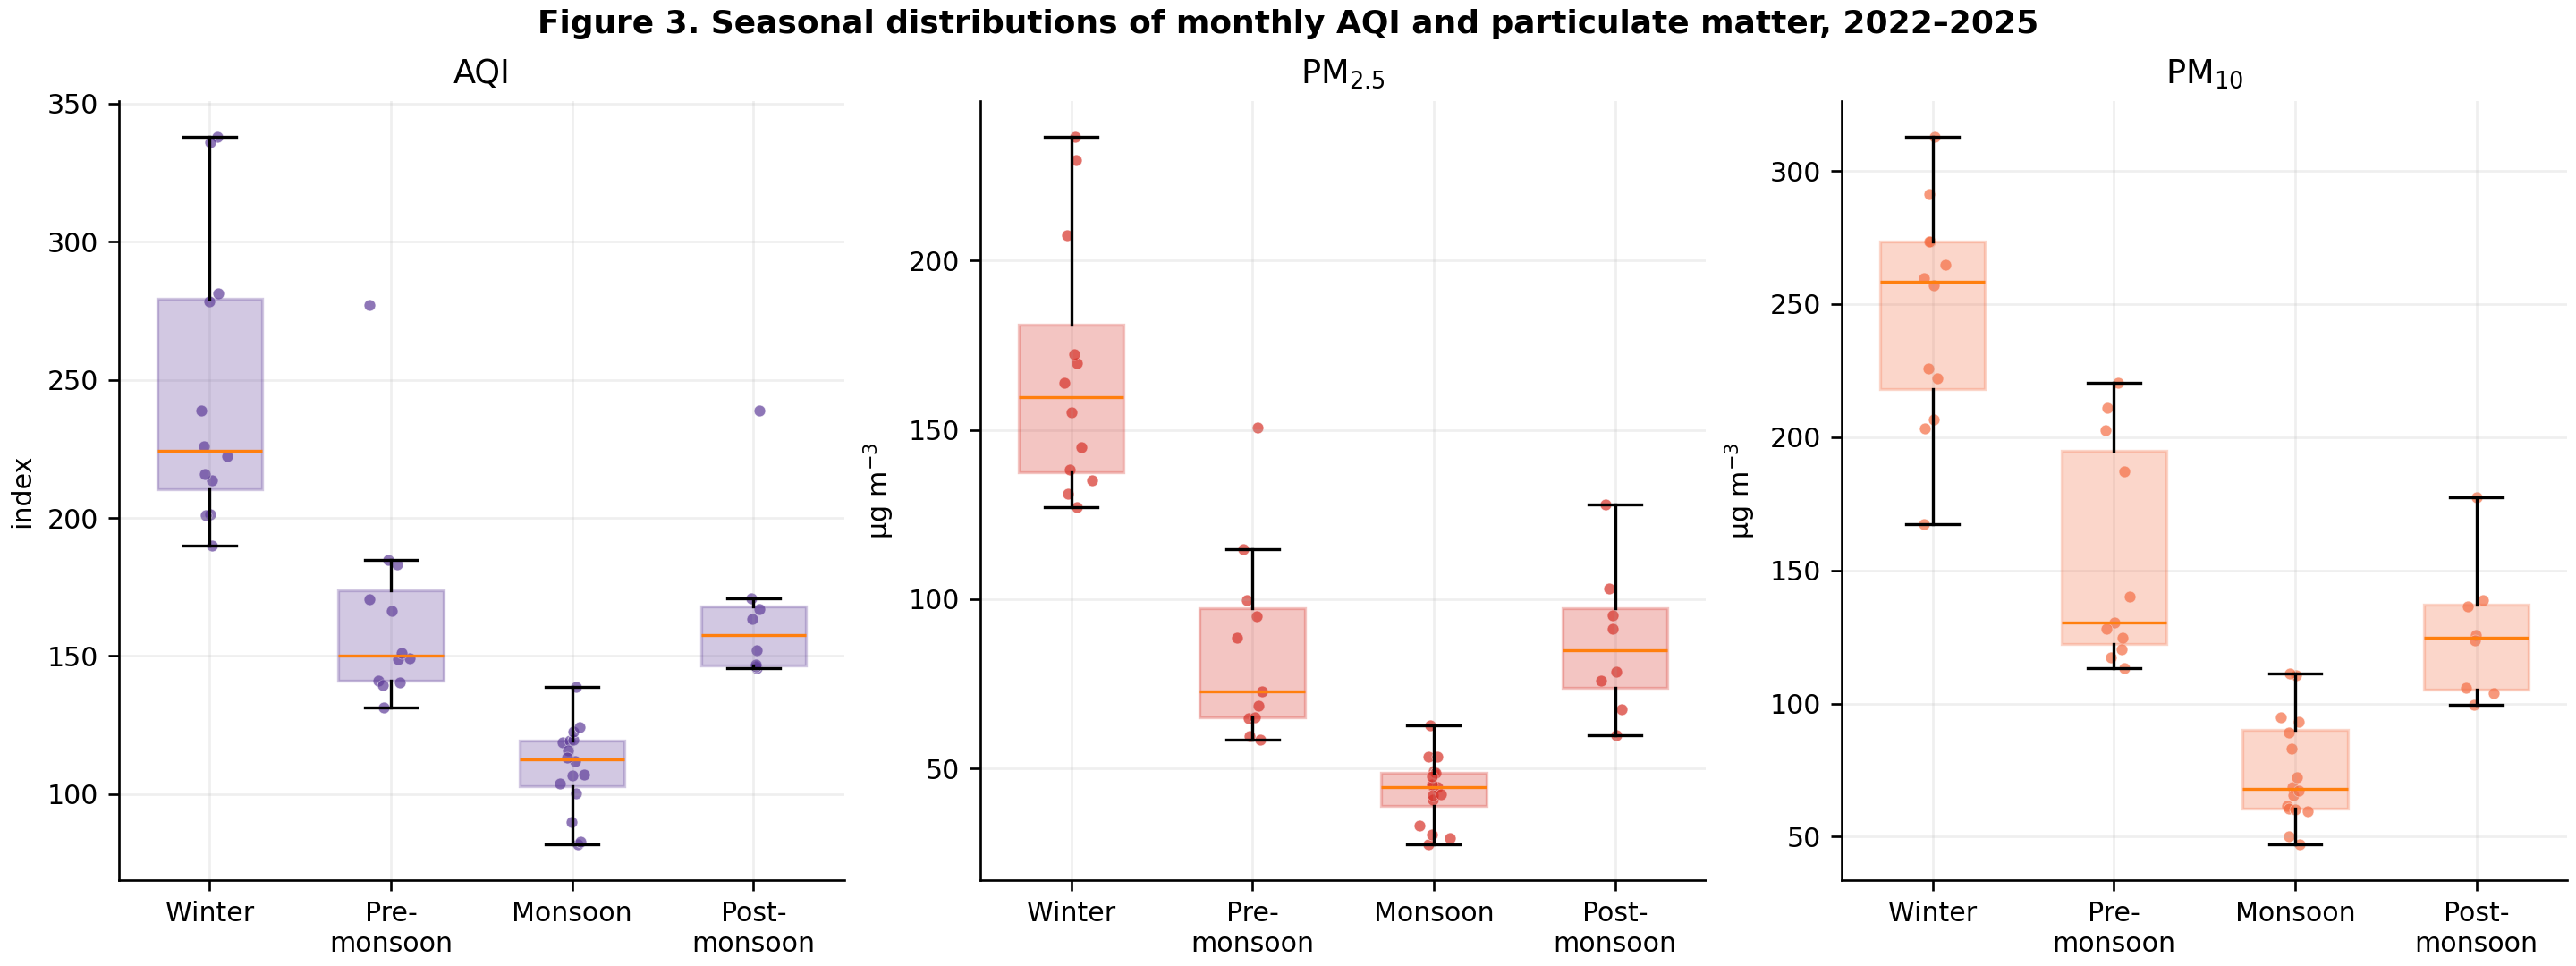 Figure 3. Seasonal distributions of monthly AQI and particulate matter, 2022–2025
AQI
350
300
250
200
150
100
index
Winter
Pre-
monsoon
Monsoon
Post-
monsoon
PM₂.₅
200
150
100
50
µg m⁻³
Winter
Pre-
monsoon
Monsoon
Post-
monsoon
PM₁₀
300
250
200
150
100
50
µg m⁻³
Winter
Pre-
monsoon
Monsoon
Post-
monsoon